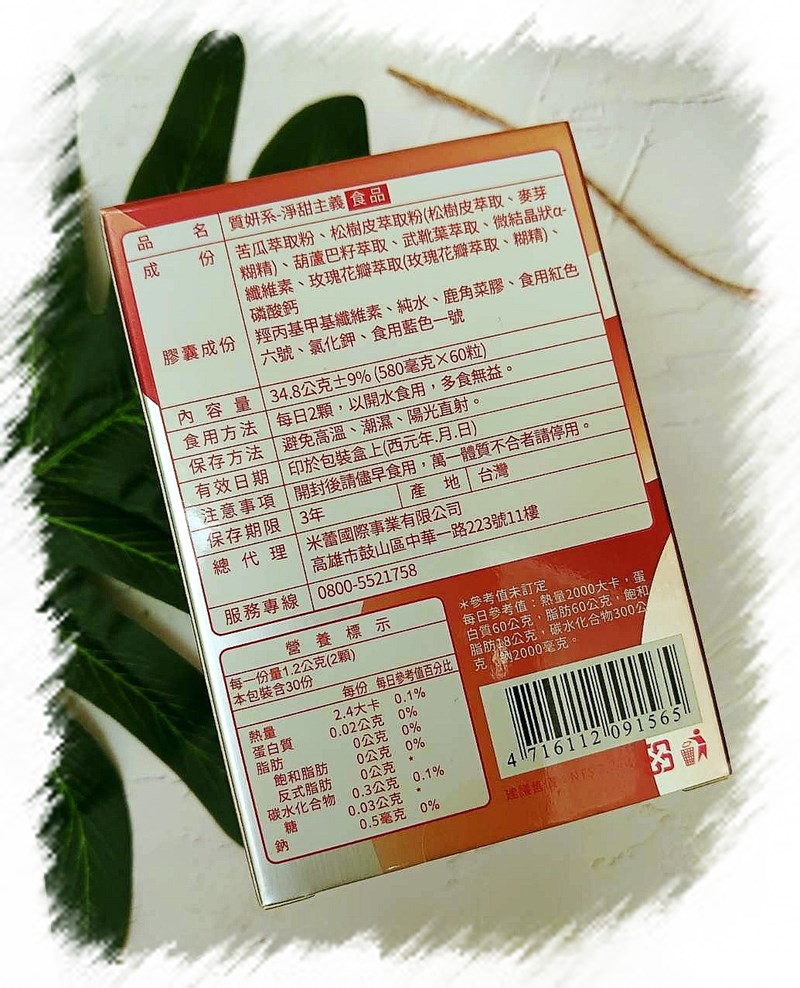 品名 質妍系-淨甜主義 食品
成份 苦瓜萃取粉、松樹皮萃取粉(松樹皮萃取、麥芽
糊精)、葫蘆巴籽萃取、武靴葉萃取、微結晶狀α-
纖維素、玫瑰花瓣萃取(玫瑰花瓣萃取、糊精)、
磷酸鈣
膠囊成份 羥丙基甲基纖維素、純水、鹿角菜膠、食用紅色
六號、氯化鉀、食用藍色一號
內容量 34.8公克±9% (580毫克×60粒)
食用方法 每日2顆，以開水食用，多食無益。
保存方法 避免高溫、潮濕、陽光直射。
有效日期 印於包裝盒上(西元年.月.日)
注意事項 開封後請儘早食用，萬一體質不合者請停用。
保存期限 3年 產地 台灣
總代理 米蕾國際事業有限公司
高雄市鼓山區中華一路223號11樓
服務專線 0800-5521758
營養標示
每一份量1.2公克(2顆)
本包裝含30份
每份 每日參考值百分比
熱量 2.4大卡 0.1%
蛋白質 0.02公克 0%
脂肪 0公克 0%
飽和脂肪 0公克 0%
反式脂肪 0公克 *
碳水化合物 0.3公克 0.1%
糖 0.03公克 *
鈉 0.5毫克 0%
＊參考值未訂定
每日參考值：熱量2000大卡，蛋
白質60公克，脂肪60公克，飽和
脂肪18公克，碳水化合物300公
克，鈉2000毫克。
4 716112 091565
建議售價：NT$